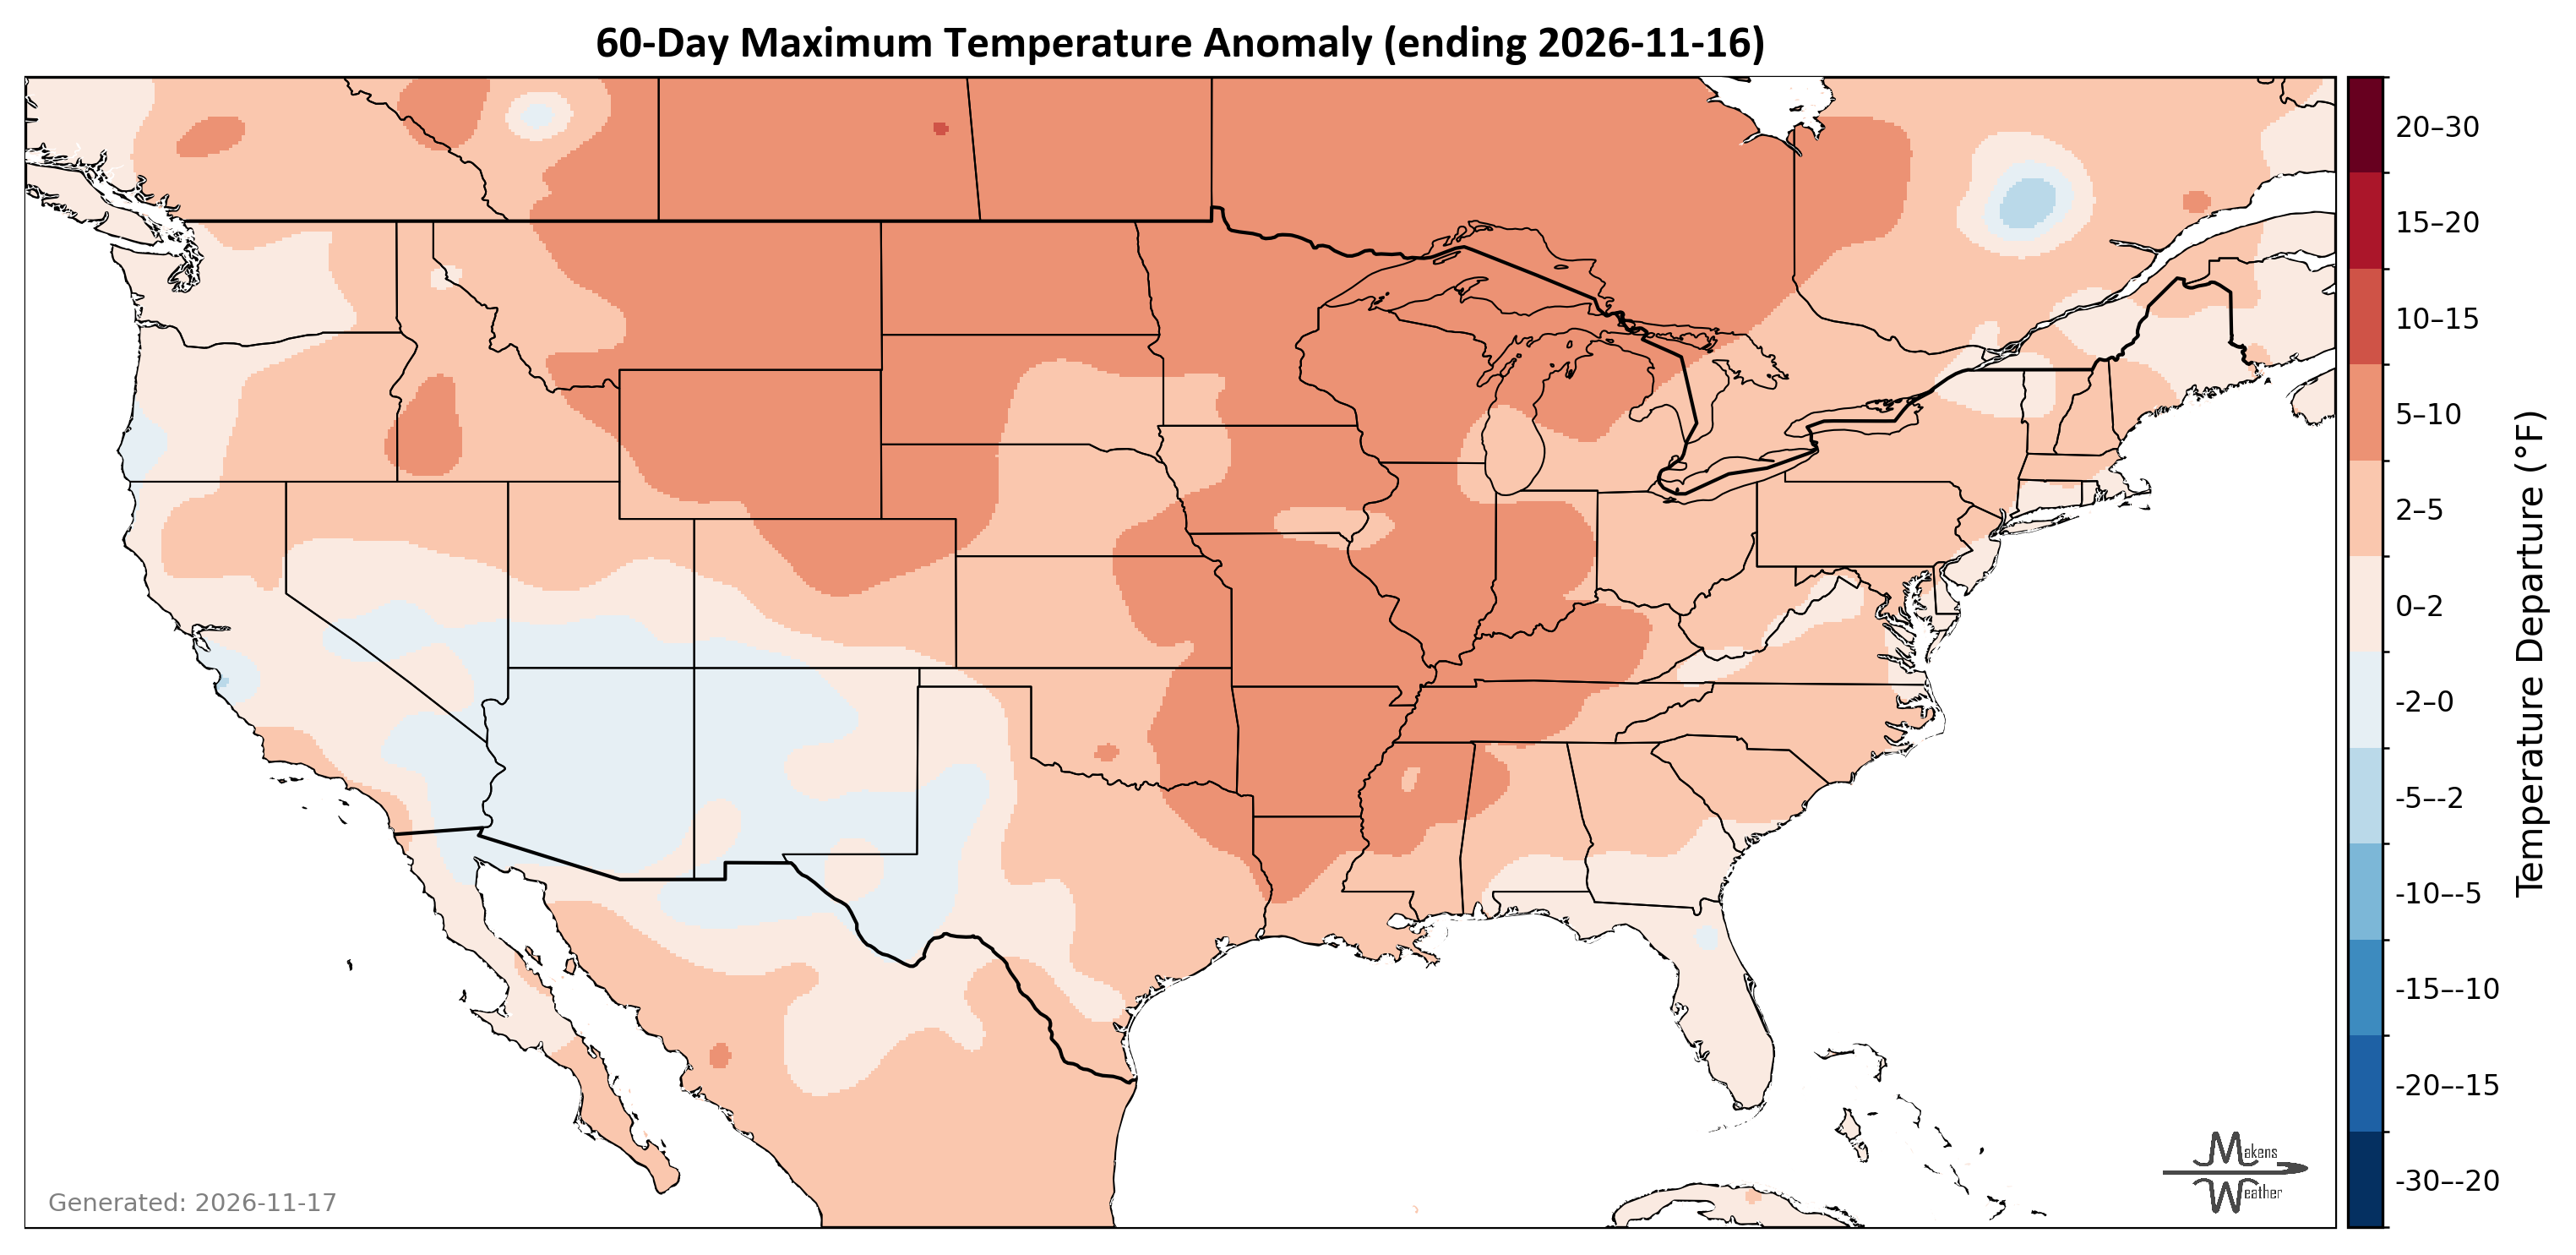 60-Day Maximum Temperature Anomaly (ending 2026-11-16)
20–30
15–20
10–15
5–10
2–5
0–2
-2–0
-5–-2
-10–-5
-15–-10
-20–-15
-30–-20
Temperature Departure (°F)
Generated: 2026-11-17
Makens
Weather